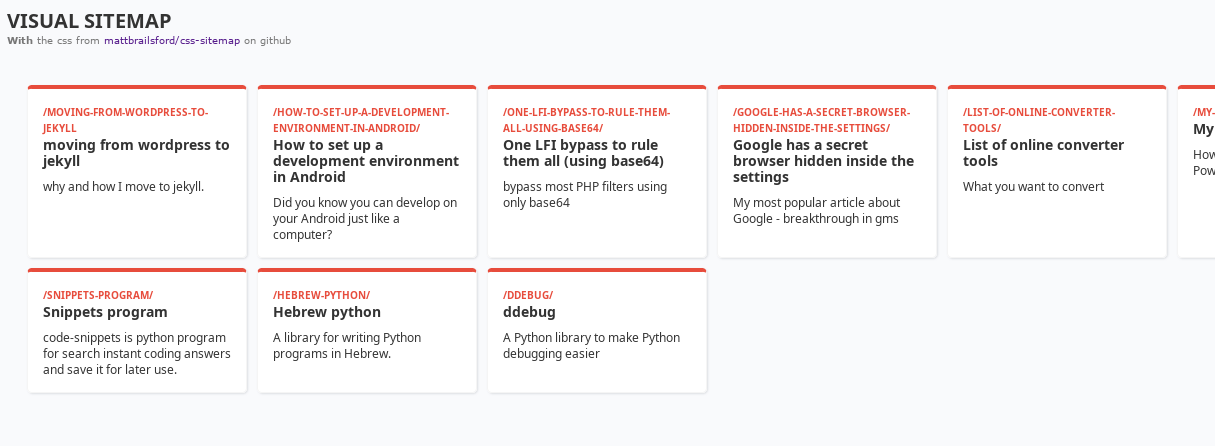 VISUAL SITEMAP
With the css from mattbrailsford/css-sitemap on github
/MOVING-FROM-WORDPRESS-TO-
JEKYLL
moving from wordpress to
jekyll
why and how I move to jekyll.
/HOW-TO-SET-UP-A-DEVELOPMENT-
ENVIRONMENT-IN-ANDROID/
How to set up a
development environment
in Android
Did you know you can develop on
your Android just like a
computer?
/ONE-LFI-BYPASS-TO-RULE-THEM-
ALL-USING-BASE64/
One LFI bypass to rule
them all (using base64)
bypass most PHP filters using
only base64
/GOOGLE-HAS-A-SECRET-BROWSER-
HIDDEN-INSIDE-THE-SETTINGS/
Google has a secret
browser hidden inside the
settings
My most popular article about
Google - breakthrough in gms
/LIST-OF-ONLINE-CONVERTER-
TOOLS/
List of online converter
tools
What you want to convert
/MY-
My
How
Pow
/SNIPPETS-PROGRAM/
Snippets program
code-snippets is python program
for search instant coding answers
and save it for later use.
/HEBREW-PYTHON/
Hebrew python
A library for writing Python
programs in Hebrew.
/DDEBUG/
ddebug
A Python library to make Python
debugging easier